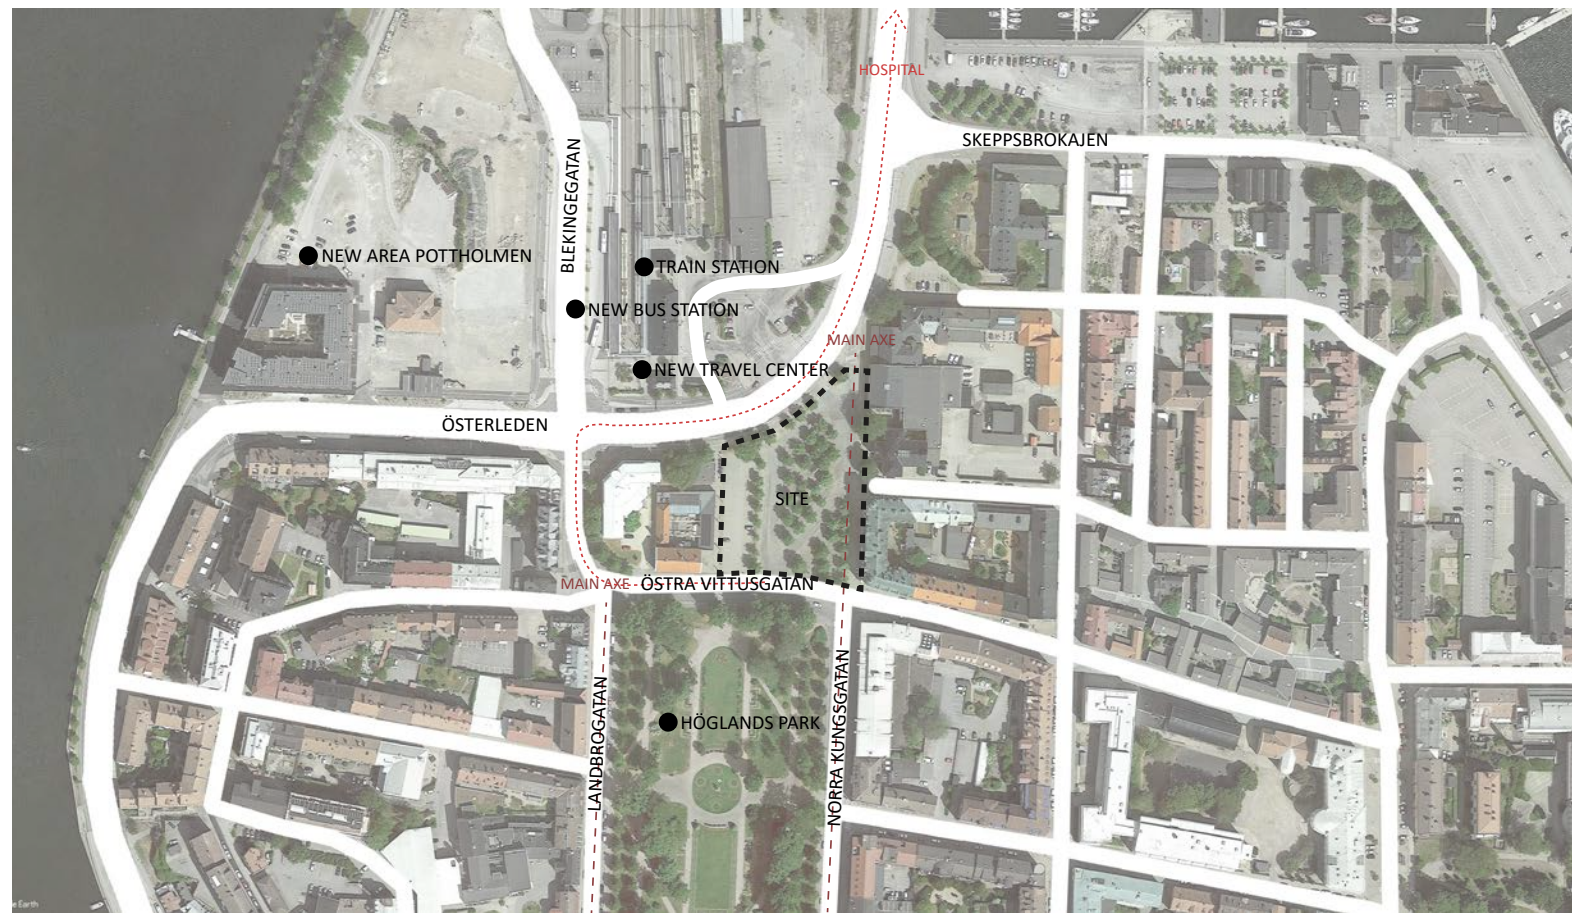 HOSPITAL
SKEPPSBROKAJEN
BLEKINGEGATAN
NEW AREA POTTHOLMEN
TRAIN STATION
NEW BUS STATION
MAIN AXE
NEW TRAVEL CENTER
ÖSTERLEDEN
SITE
MAIN AXE
ÖSTRA VITTUSGATAN
LANDBROGATAN
HÖGLANDS PARK
NORRA KUNGSGATAN
e Earth